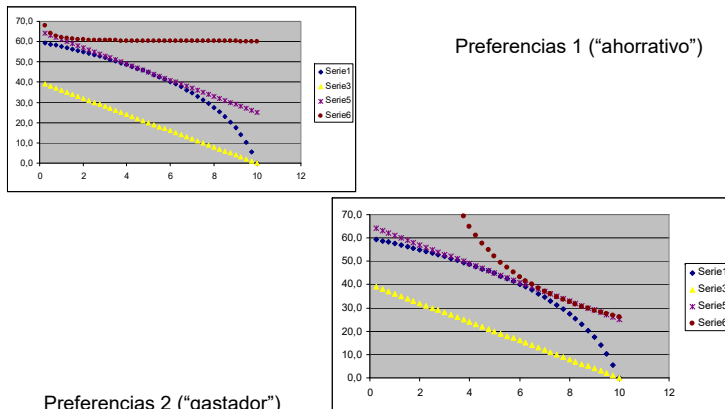 Preferencias 1 (“ahorrativo”)
70,0
60,0
50,0
40,0
30,0
20,0
10,0
0,0
0 2 4 6 8 10 12
Serie1
Serie3
Serie5
Serie6
70,0
60,0
50,0
40,0
30,0
20,0
10,0
0,0
0 2 4 6 8 10 12
Serie1
Serie3
Serie5
Serie6
Preferencias 2 (“gastador”)